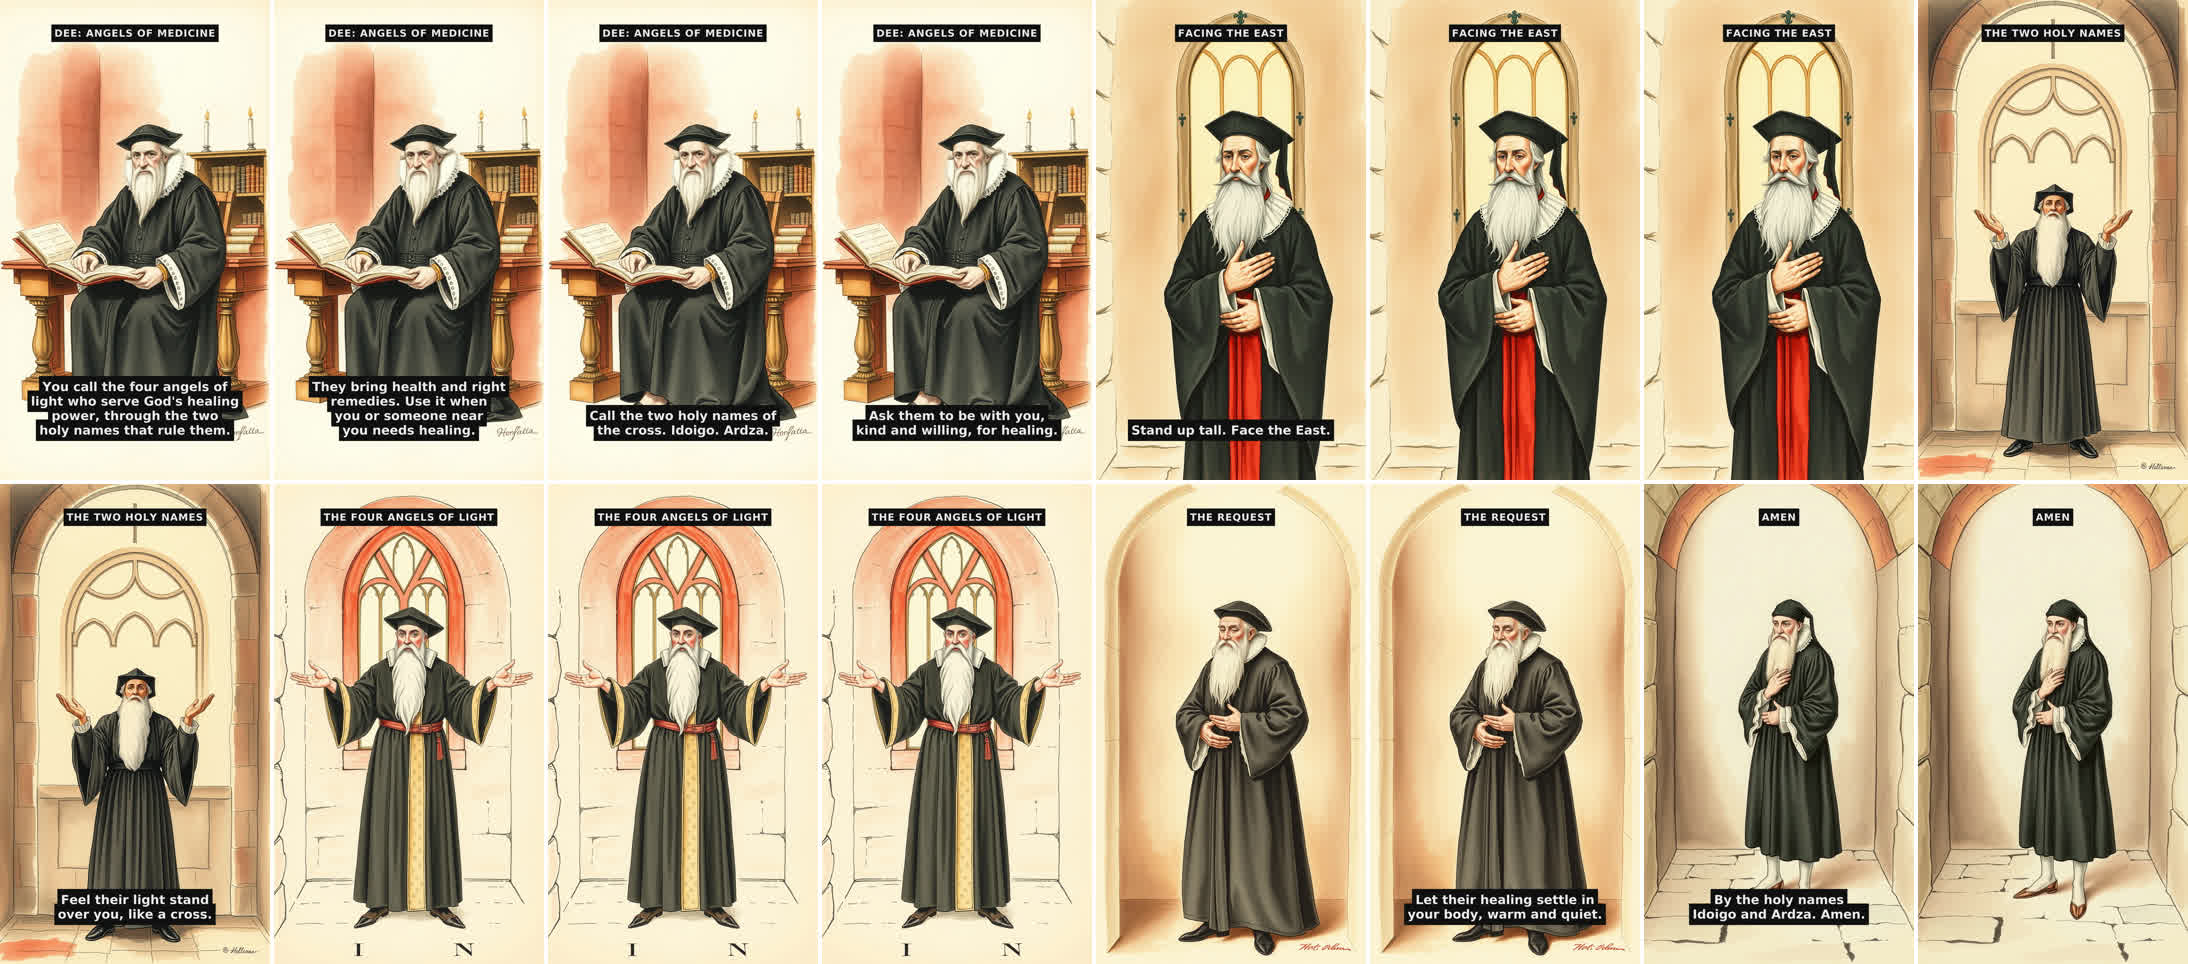 DEE: ANGELS OF MEDICINE
You call the four angels of
light who serve God's healing
power, through the two
holy names that rule them.
DEE: ANGELS OF MEDICINE
They bring health and right
remedies. Use it when
you or someone near
you needs healing.
DEE: ANGELS OF MEDICINE
Call the two holy names of
the cross. Idoigo. Ardza.
DEE: ANGELS OF MEDICINE
Ask them to be with you,
kind and willing, for healing.
FACING THE EAST
Stand up tall. Face the East.
FACING THE EAST
FACING THE EAST
THE TWO HOLY NAMES
THE TWO HOLY NAMES
Feel their light stand
over you, like a cross.
THE FOUR ANGELS OF LIGHT
I N
THE FOUR ANGELS OF LIGHT
I N
THE FOUR ANGELS OF LIGHT
I N
THE REQUEST
THE REQUEST
Let their healing settle in
your body, warm and quiet.
AMEN
By the holy names
Idoigo and Ardza. Amen.
AMEN